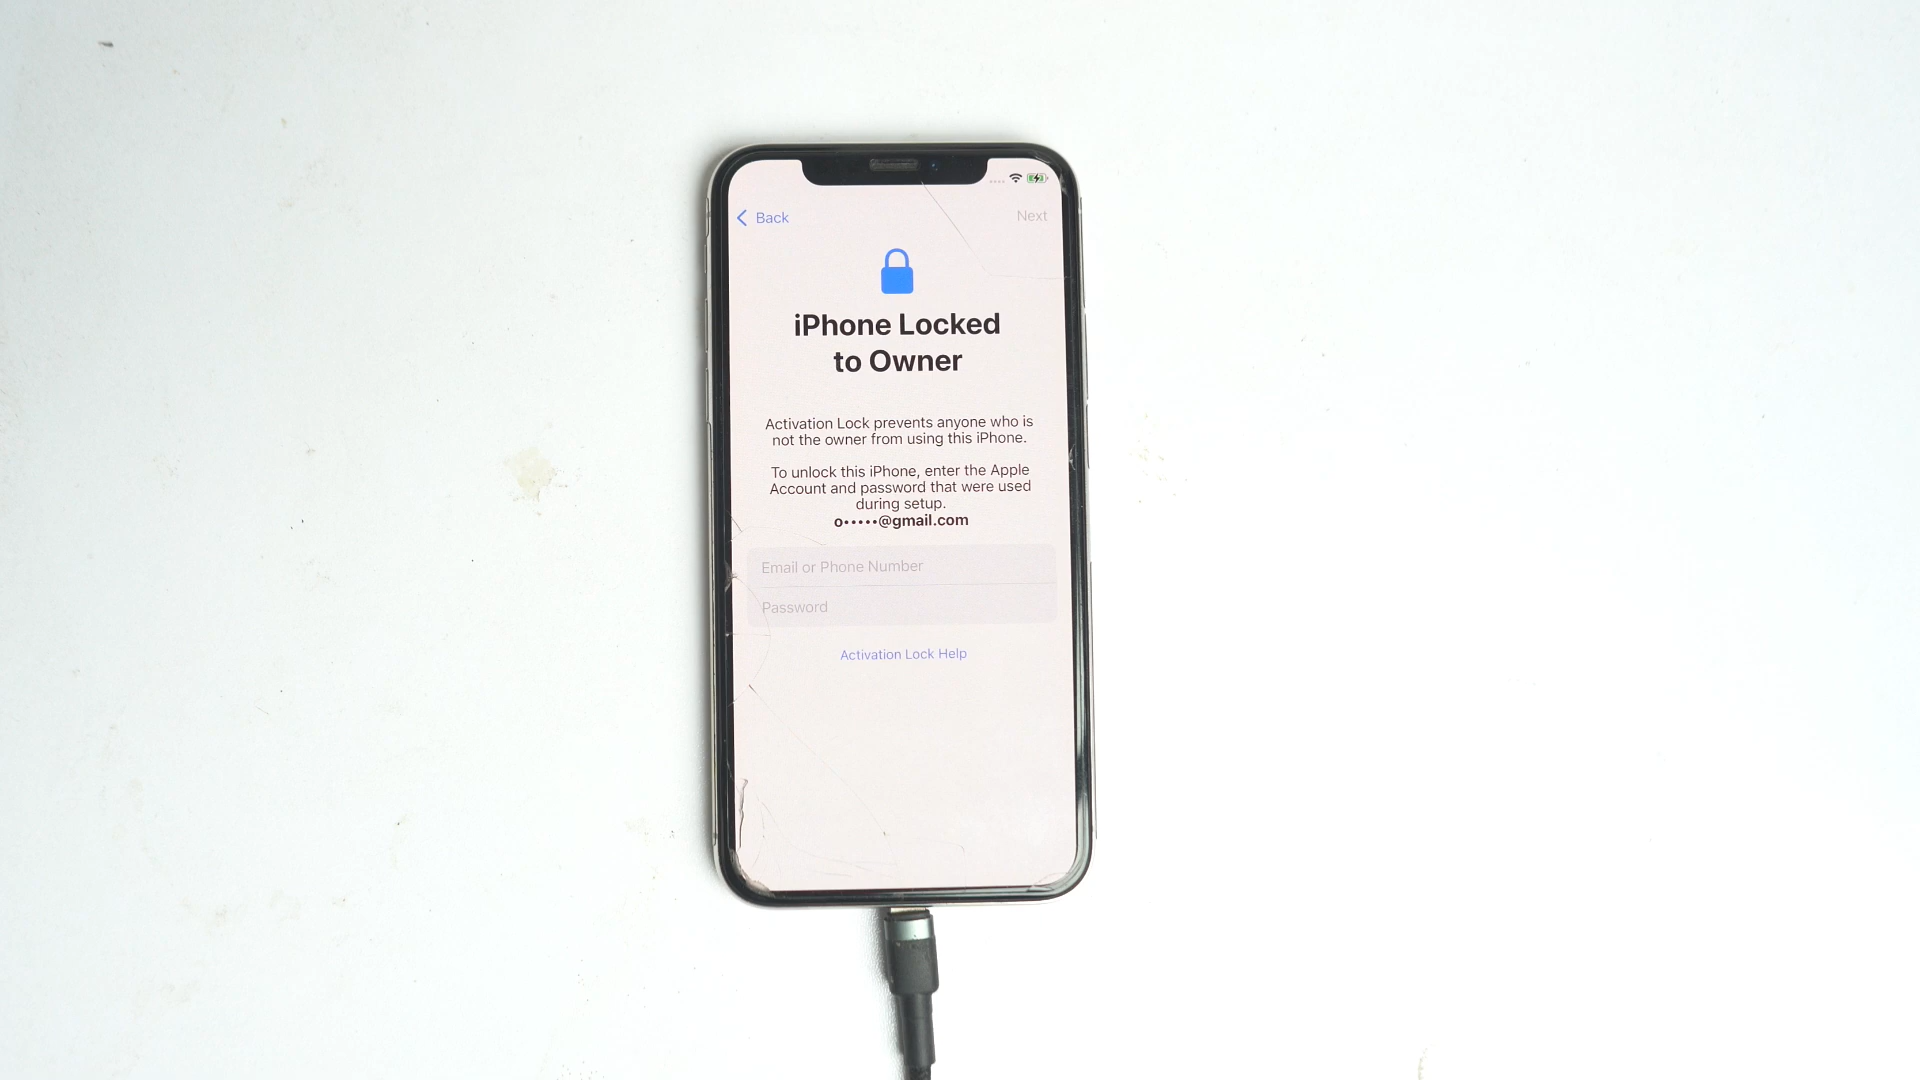 Back
Next
iPhone Locked
to Owner
Activation Lock prevents anyone who is
not the owner from using this iPhone.
To unlock this iPhone, enter the Apple
Account and password that were used
during setup.
o•••••@gmail.com
Email or Phone Number
Password
Activation Lock Help